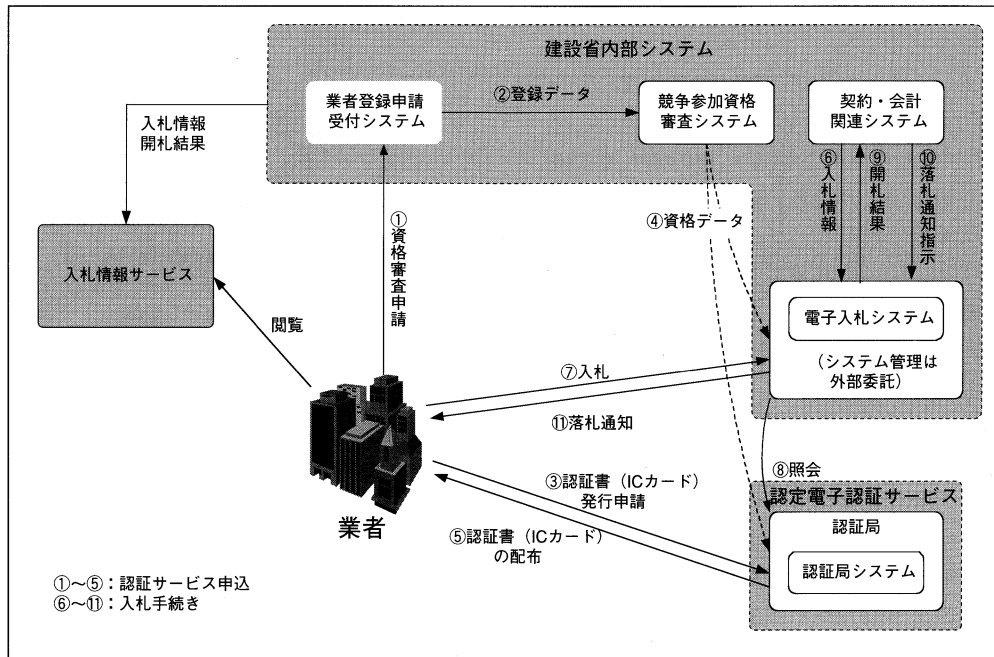 建設省内部システム
業者登録申請
受付システム
②登録データ
競争参加資格
審査システム
契約・会計
関連システム
入札情報
開札結果
①資格審査申請
④資格データ
⑥入札情報
⑨開札結果
⑩落札通知指示
入札情報サービス
閲覧
電子入札システム
（システム管理は
外部委託）
⑦入札
⑪落札通知
⑧照会
③認証書（ICカード）
発行申請
⑤認証書（ICカード）
の配布
業者
認定電子認証サービス
認証局
認証局システム
①～⑤：認証サービス申込
⑥～⑪：入札手続き